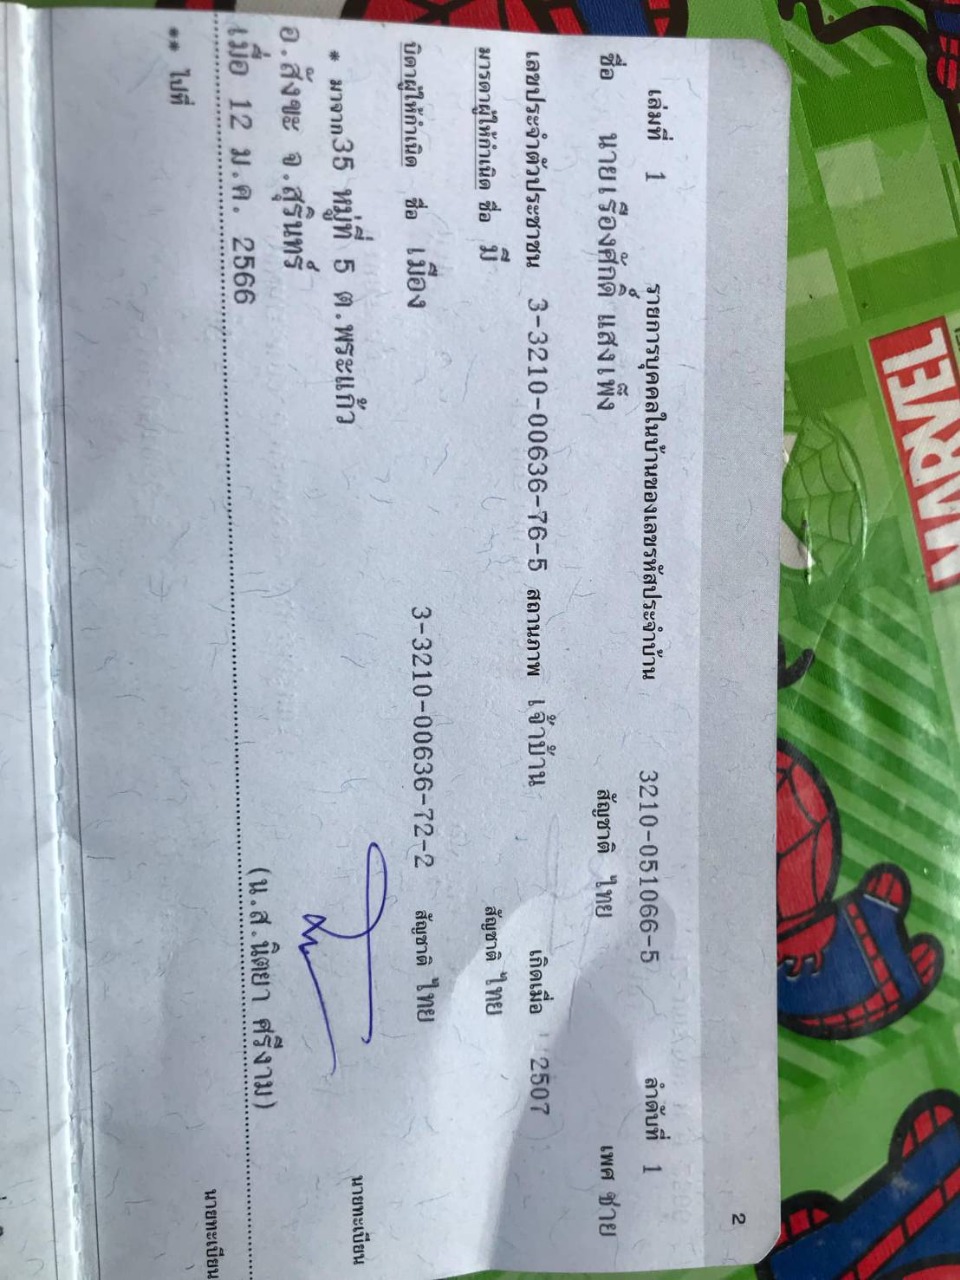 2
เล่มที่ 1 รายการบุคคลในบ้านของเลขรหัสประจำบ้าน 3210-051066-5 ลำดับที่ 1
ชื่อ นายเรืองศักดิ์ แสงเพ็ง สัญชาติ ไทย เพศ ชาย
เลขประจำตัวประชาชน 3-3210-00636-76-5 สถานภาพ เจ้าบ้าน เกิดเมื่อ 2507
มารดาผู้ให้กำเนิด ชื่อ มี สัญชาติ ไทย
บิดาผู้ให้กำเนิด ชื่อ เมือง 3-3210-00636-72-2 สัญชาติ ไทย
* มาจาก 35 หมู่ที่ 5 ต.พระแก้ว
อ.สังขะ จ.สุรินทร์ นายทะเบียน
เมื่อ 12 ม.ค. 2566 (น.ส.นิตยา ศรีงาม)
** ไปที่
นายทะเบียน
MARVEL